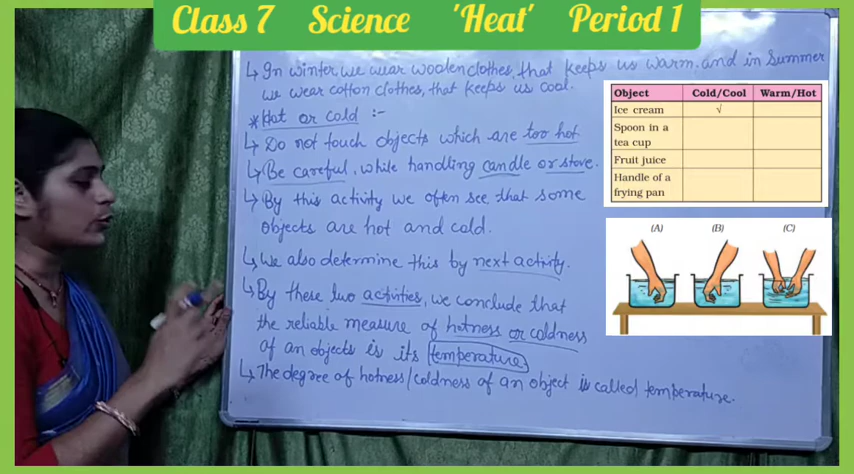 Class 7 Science 'Heat' Period 1
↳ In winter we wear woolen clothes, that keeps us warm. and in Summer
we wear cotton clothes, that keeps us cool.
* Hot or cold :-
↳ Do not touch objects which are too hot.
↳ Be careful, while handling candle or stove.
↳ By this activity we often see that some
objects are hot and cold.
↳ We also determine this by next activity.
↳ By these two activities, we conclude that
the reliable measure of hotness or coldness
of an objects is its temperature.
↳ The degree of hotness/coldness of an object is called temperature.
Object Cold/Cool Warm/Hot
Ice cream √
Spoon in a
tea cup
Fruit juice
Handle of a
frying pan
(A) (B) (C)